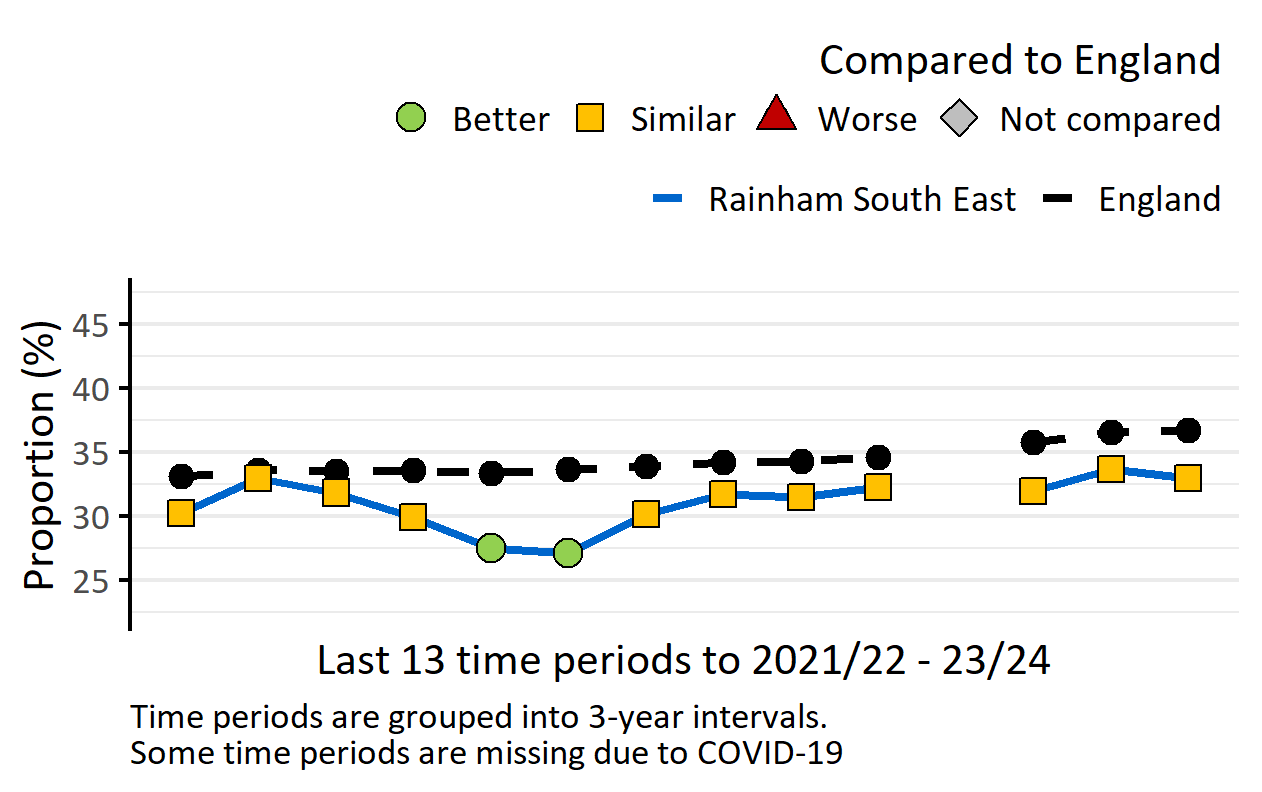 Compared to England
Better Similar Worse Not compared
Rainham South East England
Proportion (%)
45
40
35
30
25
Last 13 time periods to 2021/22 - 23/24
Time periods are grouped into 3-year intervals.
Some time periods are missing due to COVID-19